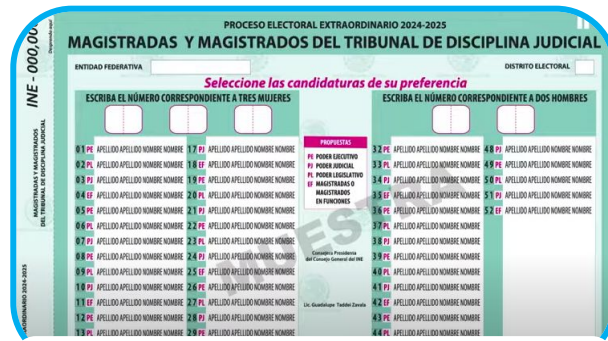 INE - 000,00
Desprenda aquí
MAGISTRADAS Y MAGISTRADOS
DEL TRIBUNAL DE DISCIPLINA JUDICIAL
PROCESO ELECTORAL EXTRAORDINARIO 2024-2025
MAGISTRADAS Y MAGISTRADOS DEL TRIBUNAL DE DISCIPLINA JUDICIAL
ENTIDAD FEDERATIVA
DISTRITO ELECTORAL
Seleccione las candidaturas de su preferencia
ESCRIBA EL NÚMERO CORRESPONDIENTE A TRES MUJERES
01 PE APELLIDO APELLIDO NOMBRE NOMBRE
02 PL APELLIDO APELLIDO NOMBRE NOMBRE
03 PJ APELLIDO APELLIDO NOMBRE NOMBRE
04 EF APELLIDO APELLIDO NOMBRE NOMBRE
05 PE APELLIDO APELLIDO NOMBRE NOMBRE
06 PL APELLIDO APELLIDO NOMBRE NOMBRE
07 PJ APELLIDO APELLIDO NOMBRE NOMBRE
08 PE APELLIDO APELLIDO NOMBRE NOMBRE
09 PL APELLIDO APELLIDO NOMBRE NOMBRE
10 PJ APELLIDO APELLIDO NOMBRE NOMBRE
11 EF APELLIDO APELLIDO NOMBRE NOMBRE
12 PE APELLIDO APELLIDO NOMBRE NOMBRE
13 PL APELLIDO APELLIDO NOMBRE NOMBRE
17 PJ APELLIDO APELLIDO NOMBRE NOMBRE
18 EF APELLIDO APELLIDO NOMBRE NOMBRE
19 PE APELLIDO APELLIDO NOMBRE NOMBRE
20 PL APELLIDO APELLIDO NOMBRE NOMBRE
21 PJ APELLIDO APELLIDO NOMBRE NOMBRE
22 PE APELLIDO APELLIDO NOMBRE NOMBRE
23 PL APELLIDO APELLIDO NOMBRE NOMBRE
24 PJ APELLIDO APELLIDO NOMBRE NOMBRE
25 EF APELLIDO APELLIDO NOMBRE NOMBRE
26 PE APELLIDO APELLIDO NOMBRE NOMBRE
27 PL APELLIDO APELLIDO NOMBRE NOMBRE
28 PJ APELLIDO APELLIDO NOMBRE NOMBRE
29 PE APELLIDO APELLIDO NOMBRE NOMBRE
PROPUESTAS
PE PODER EJECUTIVO
PJ PODER JUDICIAL
PL PODER LEGISLATIVO
EF MAGISTRADAS O
MAGISTRADOS
EN FUNCIONES
Consejera Presidenta
del Consejo General del INE
Lic. Guadalupe Taddei Zavala
MUESTRA
ESCRIBA EL NÚMERO CORRESPONDIENTE A DOS HOMBRES
32 PE APELLIDO APELLIDO NOMBRE NOMBRE
33 PL APELLIDO APELLIDO NOMBRE NOMBRE
34 PJ APELLIDO APELLIDO NOMBRE NOMBRE
35 EF APELLIDO APELLIDO NOMBRE NOMBRE
36 PE APELLIDO APELLIDO NOMBRE NOMBRE
37 PL APELLIDO APELLIDO NOMBRE NOMBRE
38 PJ APELLIDO APELLIDO NOMBRE NOMBRE
39 PE APELLIDO APELLIDO NOMBRE NOMBRE
40 PL APELLIDO APELLIDO NOMBRE NOMBRE
41 PJ APELLIDO APELLIDO NOMBRE NOMBRE
42 EF APELLIDO APELLIDO NOMBRE NOMBRE
43 PE APELLIDO APELLIDO NOMBRE NOMBRE
44 PL APELLIDO APELLIDO NOMBRE NOMBRE
48 PJ APELLIDO APELLIDO NOMBRE NOMBRE
49 PE APELLIDO APELLIDO NOMBRE NOMBRE
50 PL APELLIDO APELLIDO NOMBRE NOMBRE
51 PJ APELLIDO APELLIDO NOMBRE NOMBRE
52 EF APELLIDO APELLIDO NOMBRE NOMBRE